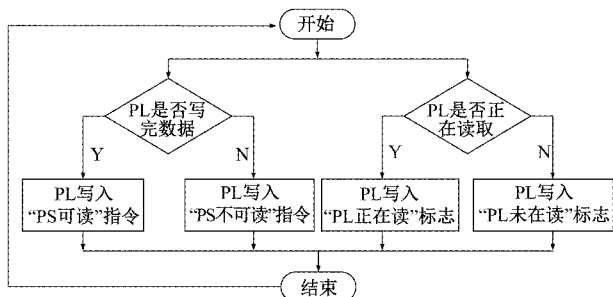 开始
PL是否写
完数据
PL是否正
在读取
Y
N
Y
N
PL写入
“PS可读”指令
PL写入
“PS不可读”指令
PL写入
“PL正在读”标志
PL写入
“PL未在读”标志
结束